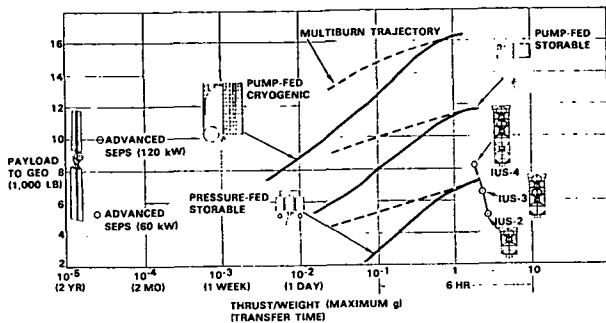 16
14
12
10
8
6
4
2
PAYLOAD
TO GEO
(1,000 LB)
MULTIBURN TRAJECTORY
PUMP-FED
STORABLE
PUMP-FED
CRYOGENIC
ADVANCED
SEPS (120 kW)
ADVANCED
SEPS (60 kW)
PRESSURE-FED
STORABLE
IUS-4
IUS-3
IUS-2
10-5 10-4 10-3 10-2 10-1 1 10
(2 YR) (2 MO) (1 WEEK) (1 DAY) 6 HR
THRUST/WEIGHT (MAXIMUM g)
(TRANSFER TIME)